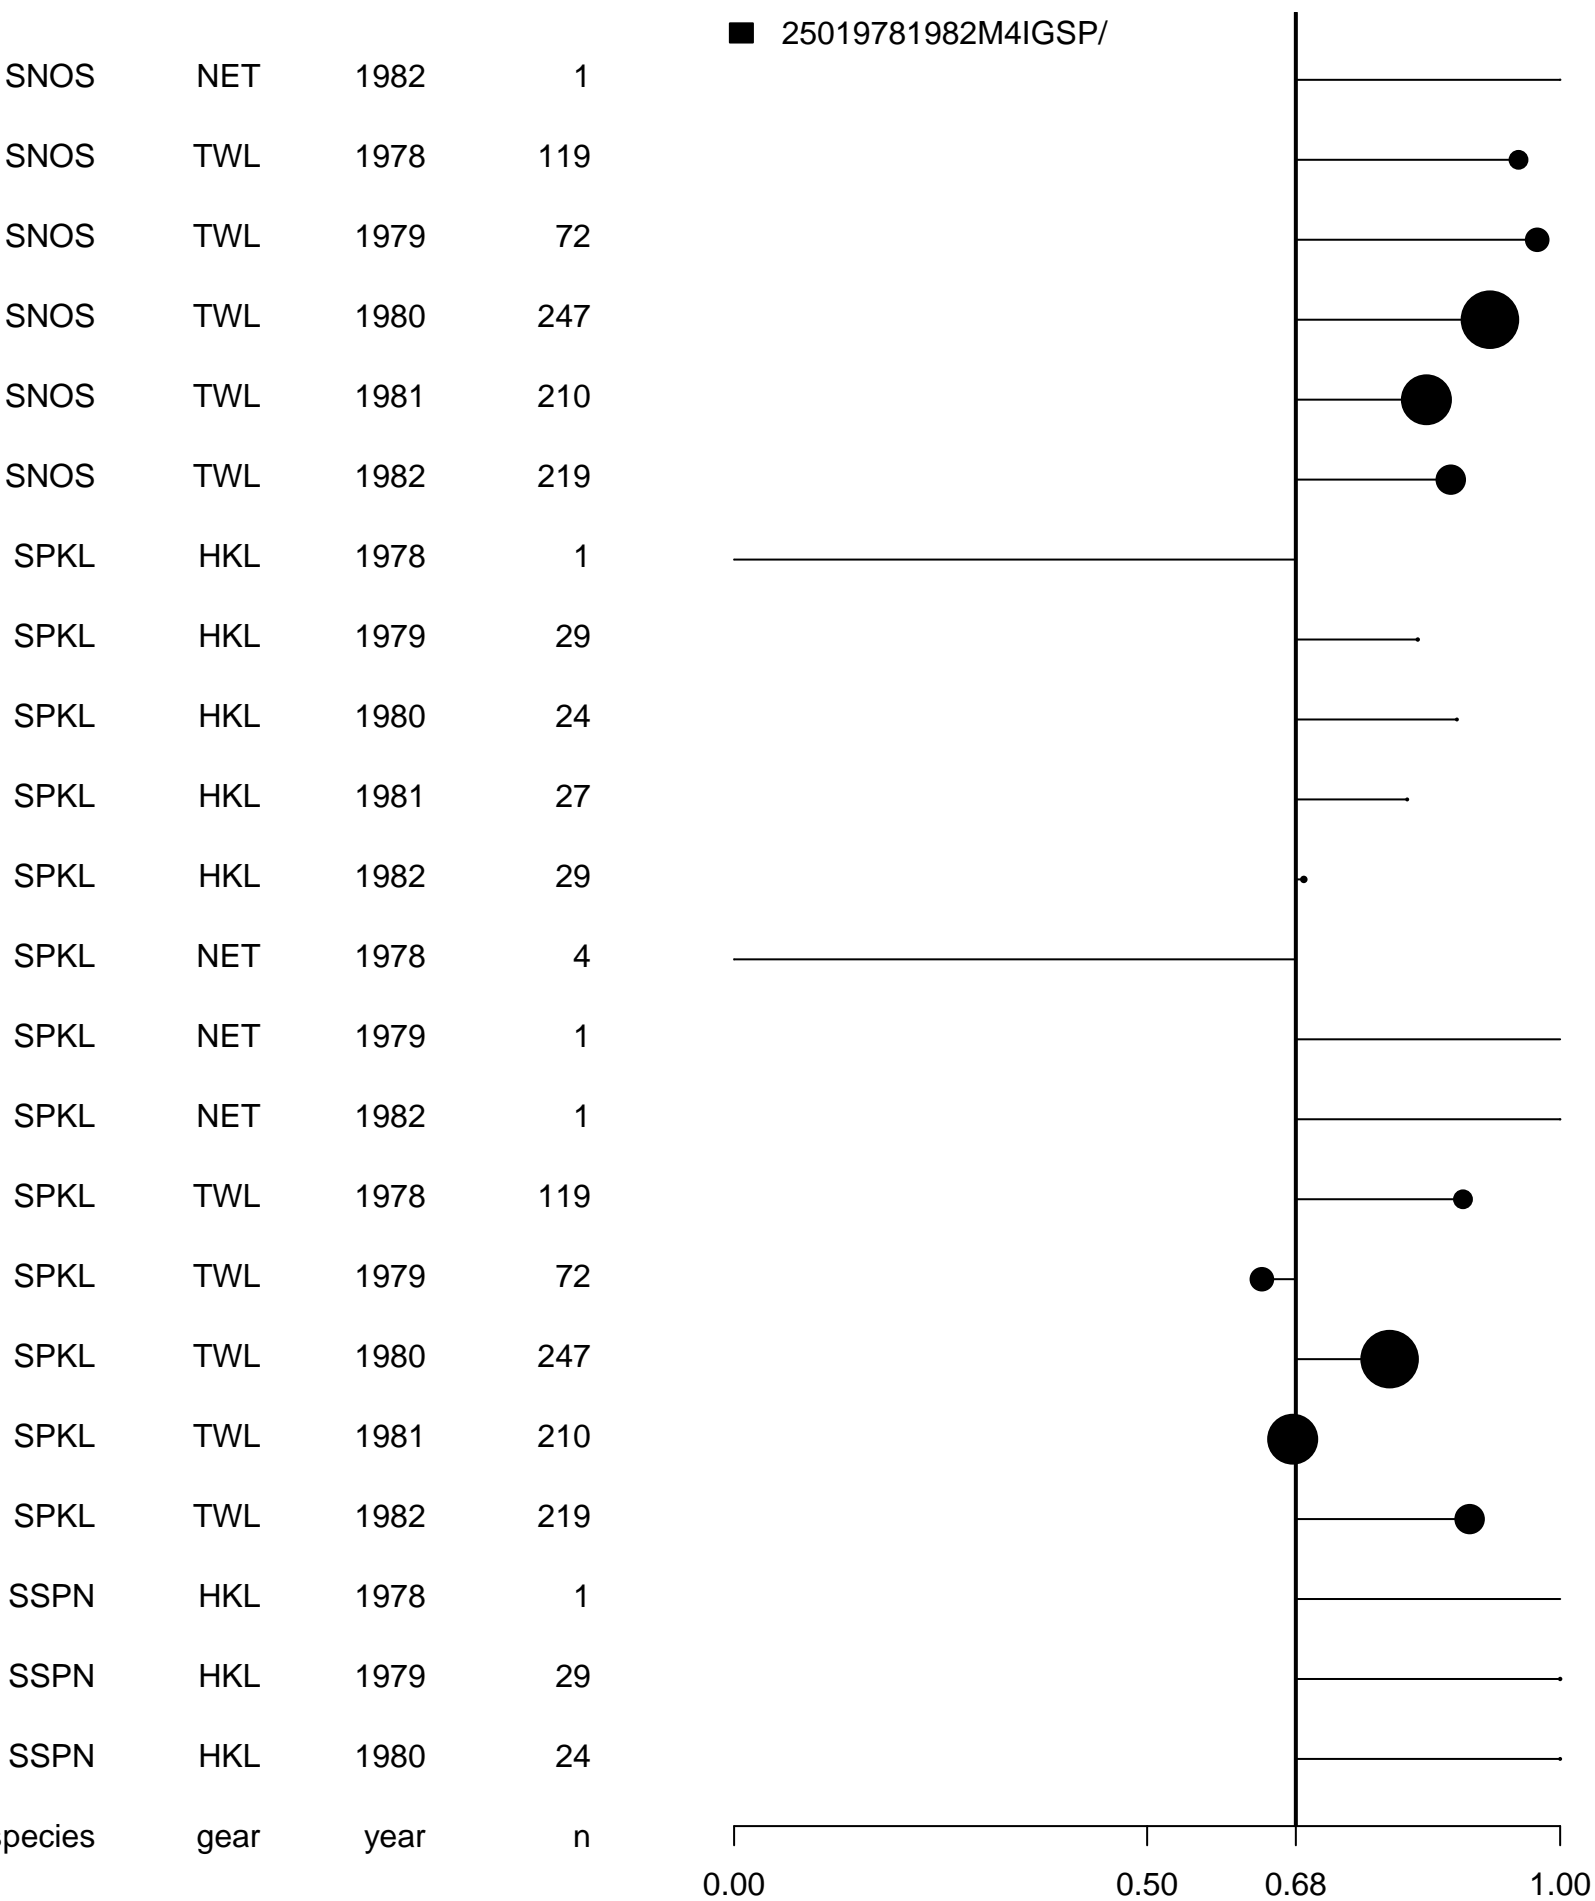 25019781982M4IGSP/
SNOS NET 1982 1
SNOS TWL 1978 119
SNOS TWL 1979 72
SNOS TWL 1980 247
SNOS TWL 1981 210
SNOS TWL 1982 219
SPKL HKL 1978 1
SPKL HKL 1979 29
SPKL HKL 1980 24
SPKL HKL 1981 27
SPKL HKL 1982 29
SPKL NET 1978 4
SPKL NET 1979 1
SPKL NET 1982 1
SPKL TWL 1978 119
SPKL TWL 1979 72
SPKL TWL 1980 247
SPKL TWL 1981 210
SPKL TWL 1982 219
SSPN HKL 1978 1
SSPN HKL 1979 29
SSPN HKL 1980 24
pecies gear year n
0.00 0.50 0.68 1.00